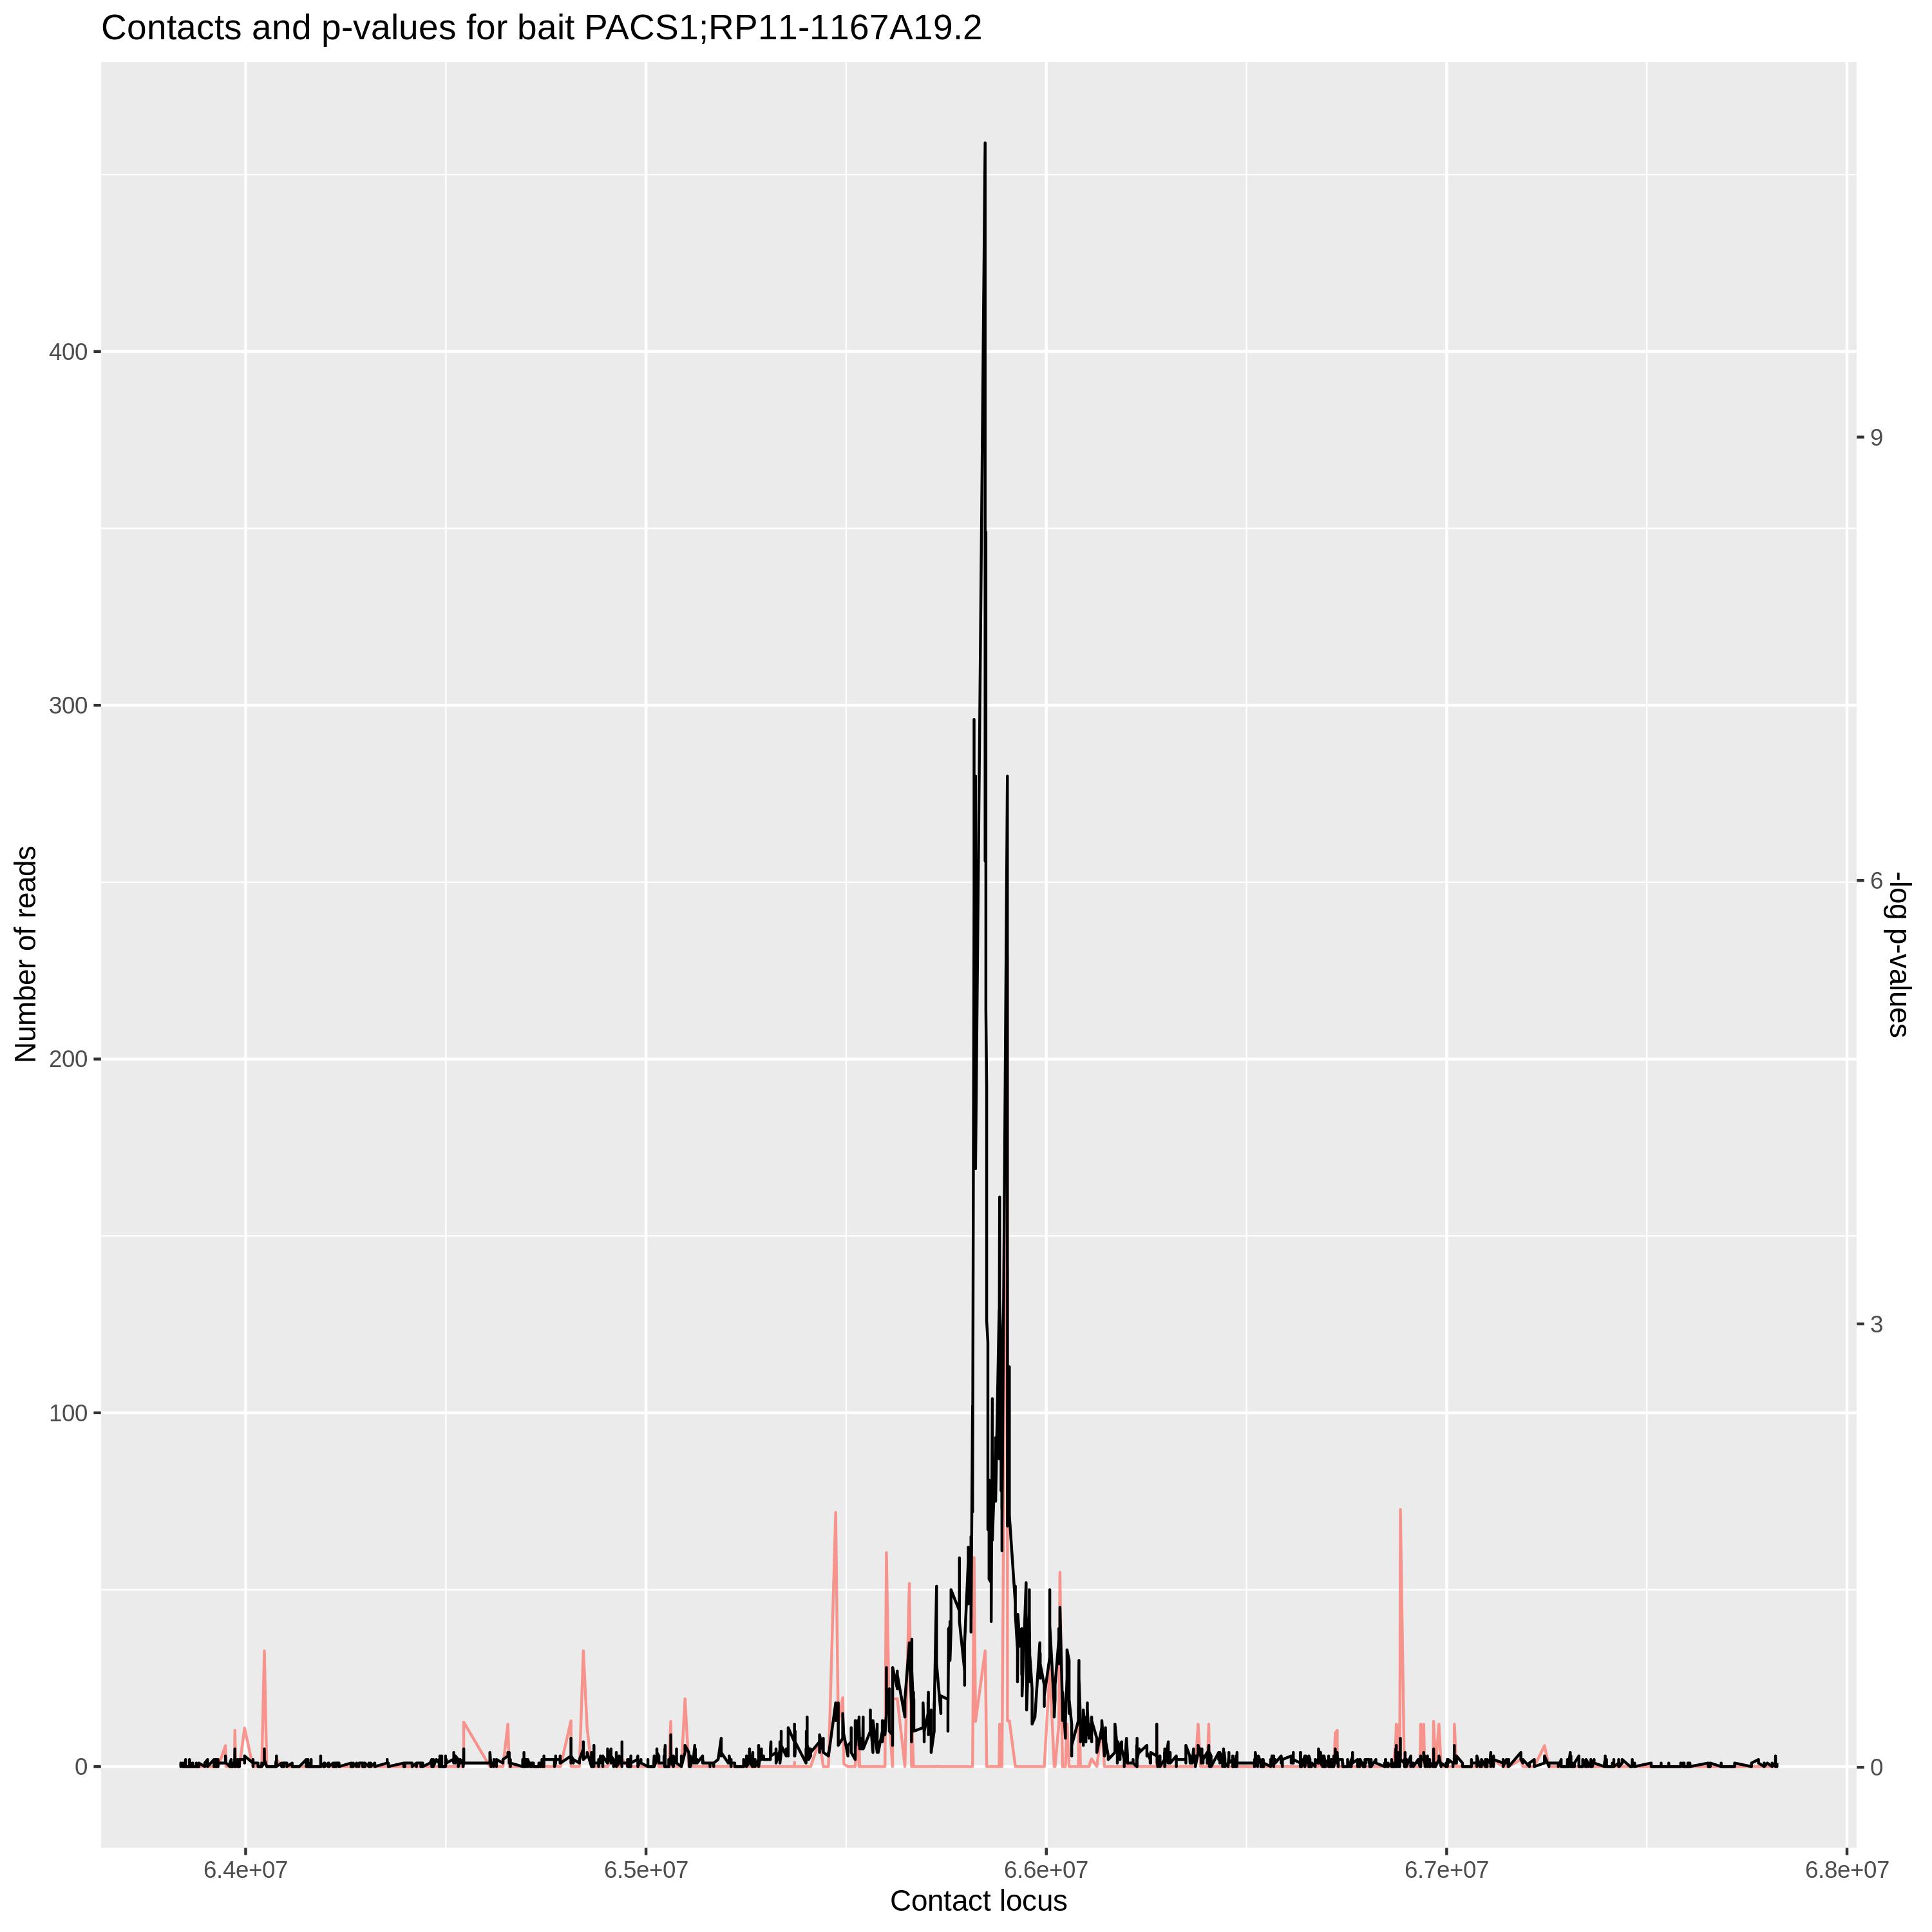 Contacts and p-values for bait PACS1;RP11-1167A19.2
400
300
200
100
0
9
6
3
0
Number of reads
-log p-values
6.4e+07
6.5e+07
6.6e+07
6.7e+07
6.8e+07
Contact locus